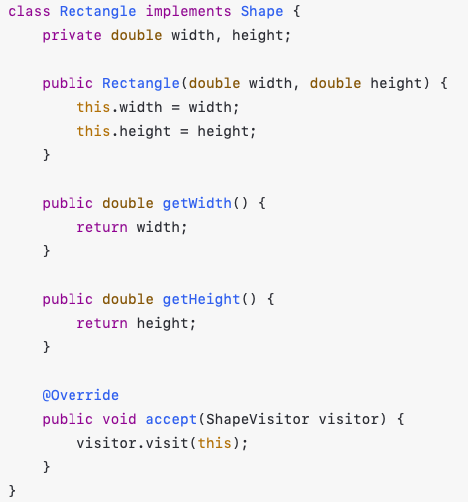 class Rectangle implements Shape {
    private double width, height;

    public Rectangle(double width, double height) {
        this.width = width;
        this.height = height;
    }

    public double getWidth() {
        return width;
    }

    public double getHeight() {
        return height;
    }

    @Override
    public void accept(ShapeVisitor visitor) {
        visitor.visit(this);
    }
}